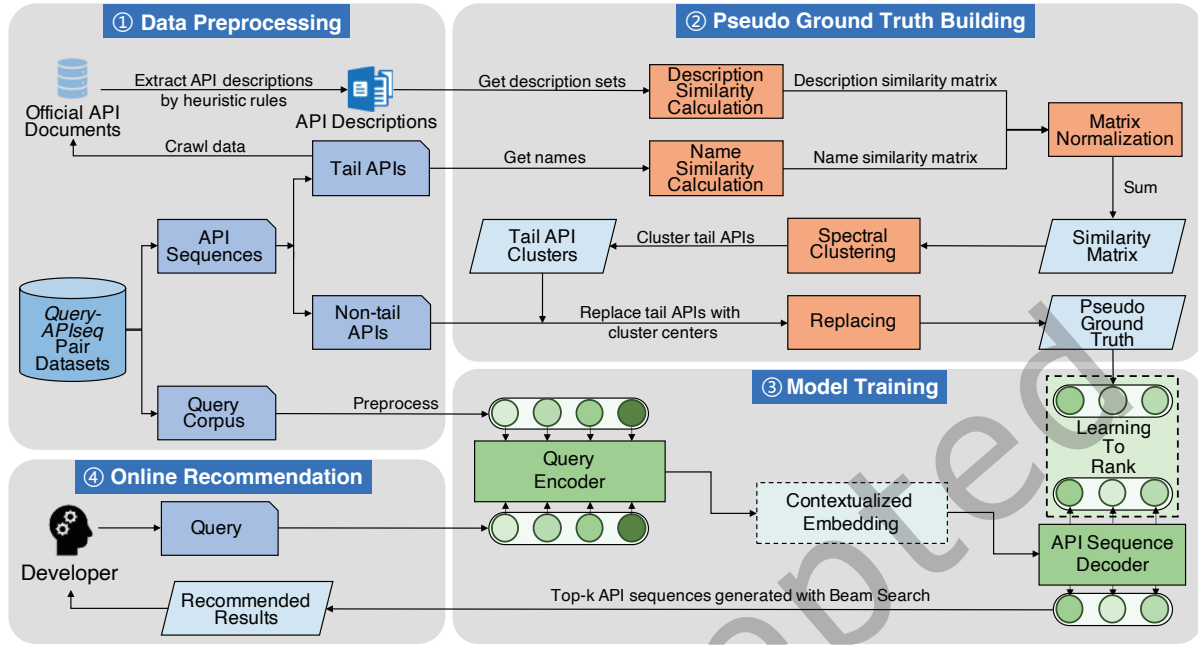 ① Data Preprocessing
Official API
Documents
Extract API descriptions
by heuristic rules
API Descriptions
Crawl data
Tail APIs
API
Sequences
Query-
APIseq
Pair
Datasets
Non-tail
APIs
Query
Corpus
② Pseudo Ground Truth Building
Get description sets
Description
Similarity
Calculation
Description similarity matrix
Get names
Name
Similarity
Calculation
Name similarity matrix
Matrix
Normalization
Sum
Similarity
Matrix
Spectral
Clustering
Cluster tail APIs
Tail API
Clusters
Replace tail APIs with
cluster centers
Replacing
Pseudo
Ground
Truth
③ Model Training
Preprocess
Query
Encoder
Contextualized
Embedding
Learning
To
Rank
API Sequence
Decoder
Top-k API sequences generated with Beam Search
④ Online Recommendation
Developer
Query
Recommended
Results